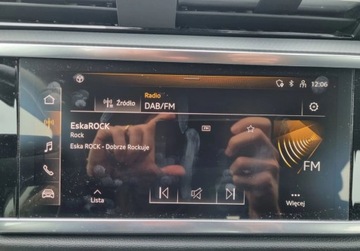 12:06
Radio
Źródło
DAB/FM
EskaROCK
Rock
Eska ROCK - Dobrze Rockuje
FM
Lista
Więcej